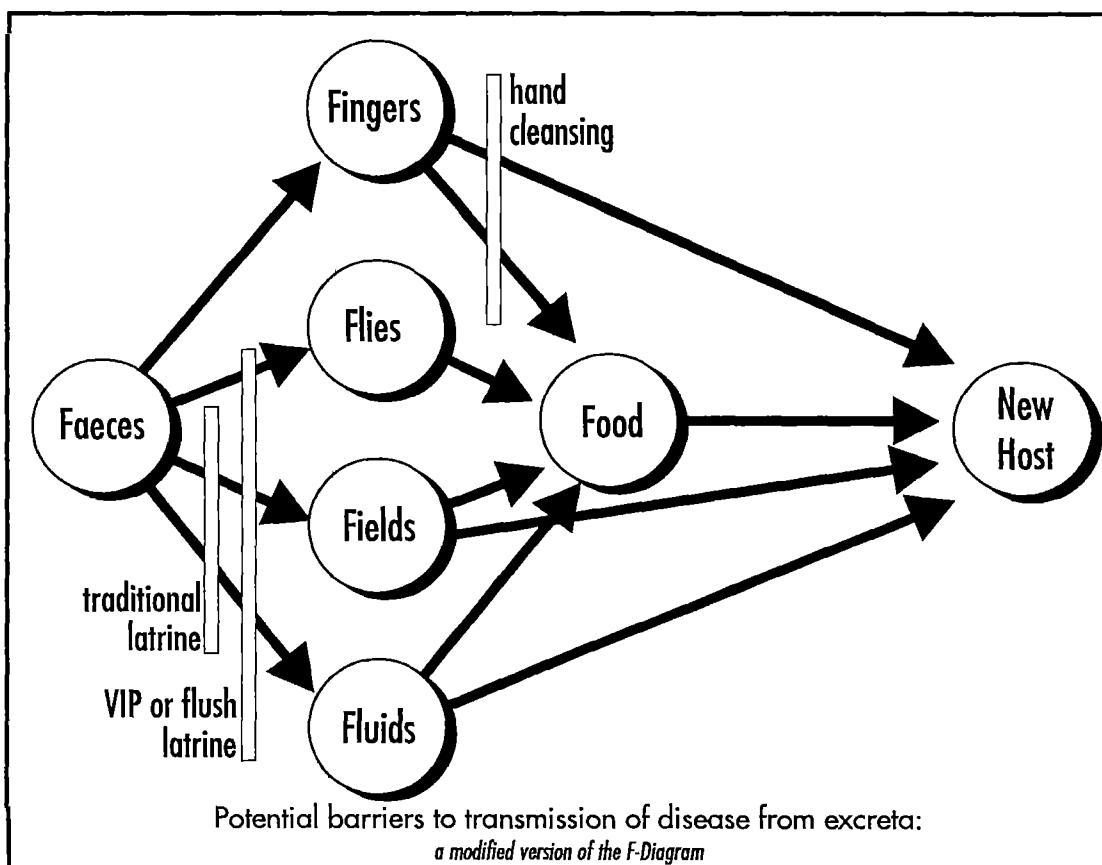 Fingers
hand
cleansing
Flies
Faeces
Food
New
Host
Fields
traditional
latrine
VIP or flush
latrine
Fluids
Potential barriers to transmission of disease from excreta:
a modified version of the F-Diagram